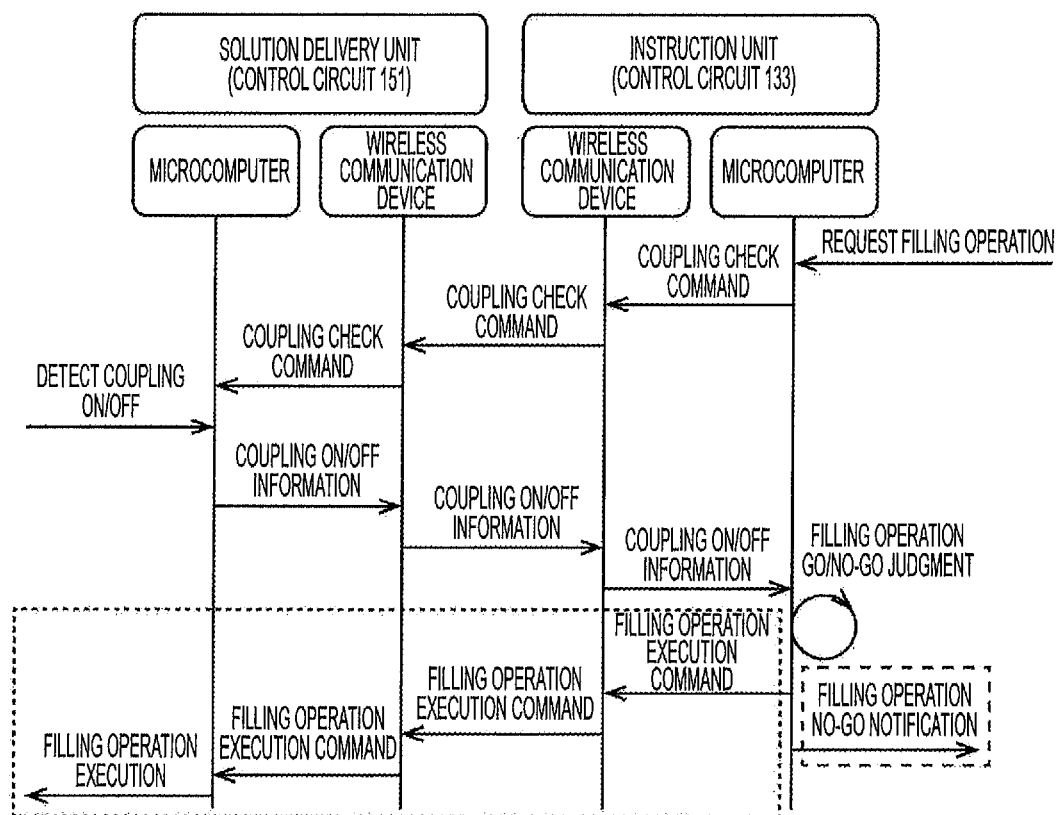 SOLUTION DELIVERY UNIT
(CONTROL CIRCUIT 151)
INSTRUCTION UNIT
(CONTROL CIRCUIT 133)
MICROCOMPUTER
WIRELESS
COMMUNICATION
DEVICE
WIRELESS
COMMUNICATION
DEVICE
MICROCOMPUTER
REQUEST FILLING OPERATION
COUPLING CHECK
COMMAND
COUPLING CHECK
COMMAND
COUPLING CHECK
COMMAND
DETECT COUPLING
ON/OFF
COUPLING ON/OFF
INFORMATION
COUPLING ON/OFF
INFORMATION
COUPLING ON/OFF
INFORMATION
FILLING OPERATION
GO/NO-GO JUDGMENT
FILLING OPERATION
EXECUTION
COMMAND
FILLING OPERATION
NO-GO NOTIFICATION
FILLING OPERATION
EXECUTION COMMAND
FILLING OPERATION
EXECUTION COMMAND
FILLING OPERATION
EXECUTION